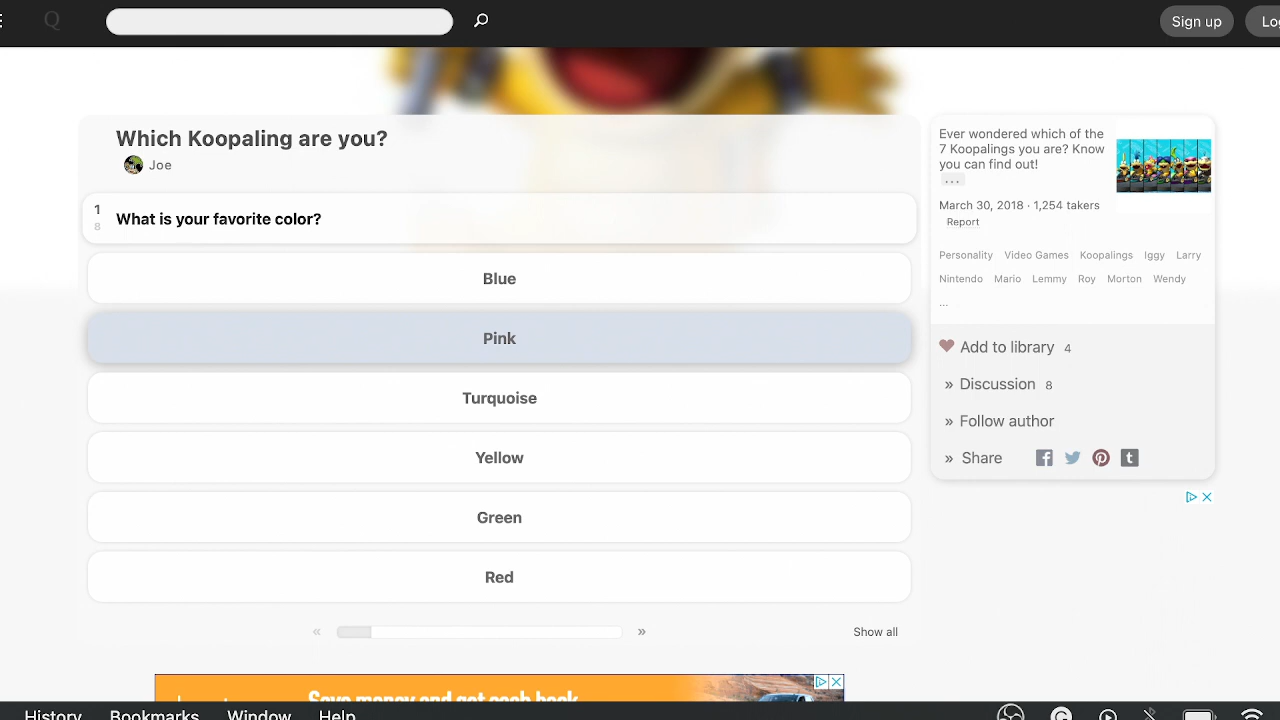 Q
Sign up
Which Koopaling are you?
Joe
1
8
What is your favorite color?
Blue
Pink
Turquoise
Yellow
Green
Red
« »
Show all
Ever wondered which of the
7 Koopalings you are? Know
you can find out!
...
March 30, 2018 · 1,254 takers
Report
Personality Video Games Koopalings Iggy Larry
Nintendo Mario Lemmy Roy Morton Wendy
...
Add to library 4
» Discussion 8
» Follow author
» Share
Save money and get cash back
History Bookmarks Window Help